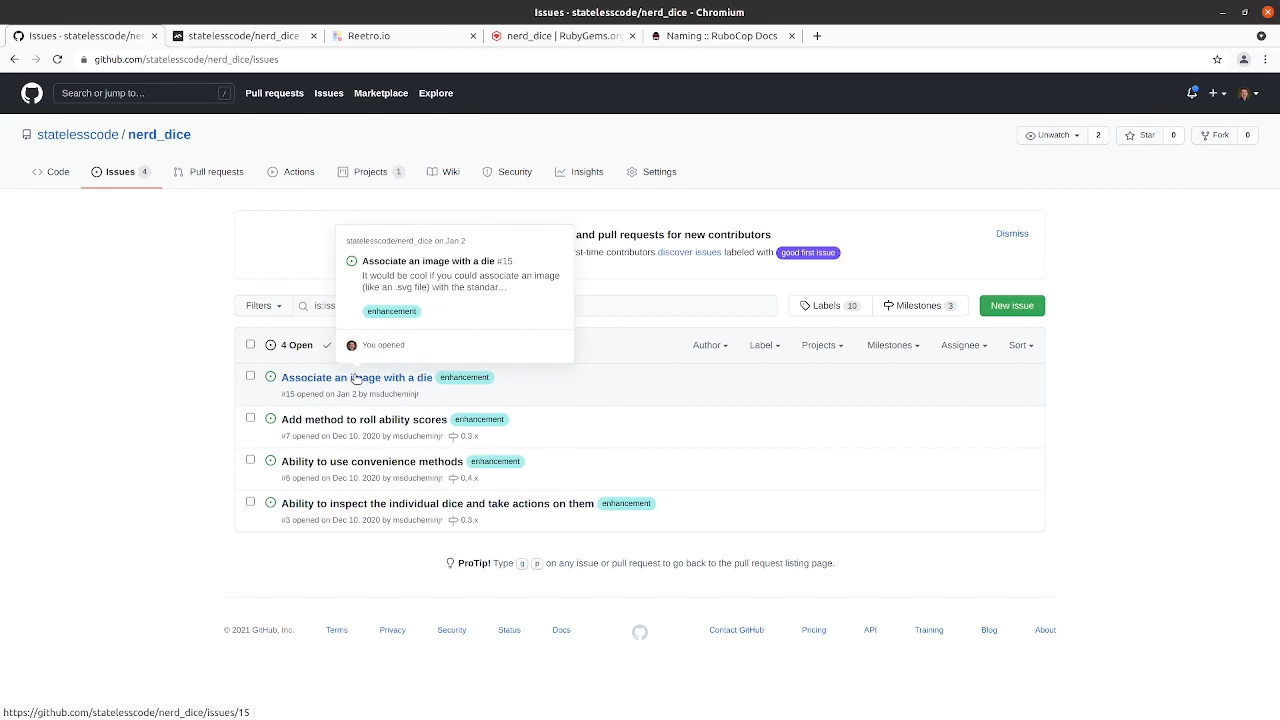 Issues · statelesscode/nerd_dice - Chromium
Issues · statelesscode/ner
statelesscode/nerd_dice -
Reetro.io
nerd_dice | RubyGems.org
Naming :: RuboCop Docs
github.com/statelesscode/nerd_dice/issues
Search or jump to… /
Pull requests Issues Marketplace Explore
statelesscode / nerd_dice
Unwatch 2 Star 0 Fork 0
Code Issues 4 Pull requests Actions Projects 1 Wiki Security Insights Settings
and pull requests for new contributors
Dismiss
st-time contributors discover issues labeled with good first issue
statelesscode/nerd_dice on Jan 2
Associate an image with a die #15
It would be cool if you could associate an image
(like an .svg file) with the standar…
enhancement
You opened
Filters is:iss
Labels 10 Milestones 3 New issue
4 Open Author Label Projects Milestones Assignee Sort
Associate an image with a die enhancement
#15 opened on Jan 2 by msducheminjr
Add method to roll ability scores enhancement
#7 opened on Dec 10, 2020 by msducheminjr 0.3.x
Ability to use convenience methods enhancement
#6 opened on Dec 10, 2020 by msducheminjr 0.4.x
Ability to inspect the individual dice and take actions on them enhancement
#3 opened on Dec 10, 2020 by msducheminjr 0.3.x
ProTip! Type g p on any issue or pull request to go back to the pull request listing page.
© 2021 GitHub, Inc. Terms Privacy Security Status Docs Contact GitHub Pricing API Training Blog About
https://github.com/statelesscode/nerd_dice/issues/15